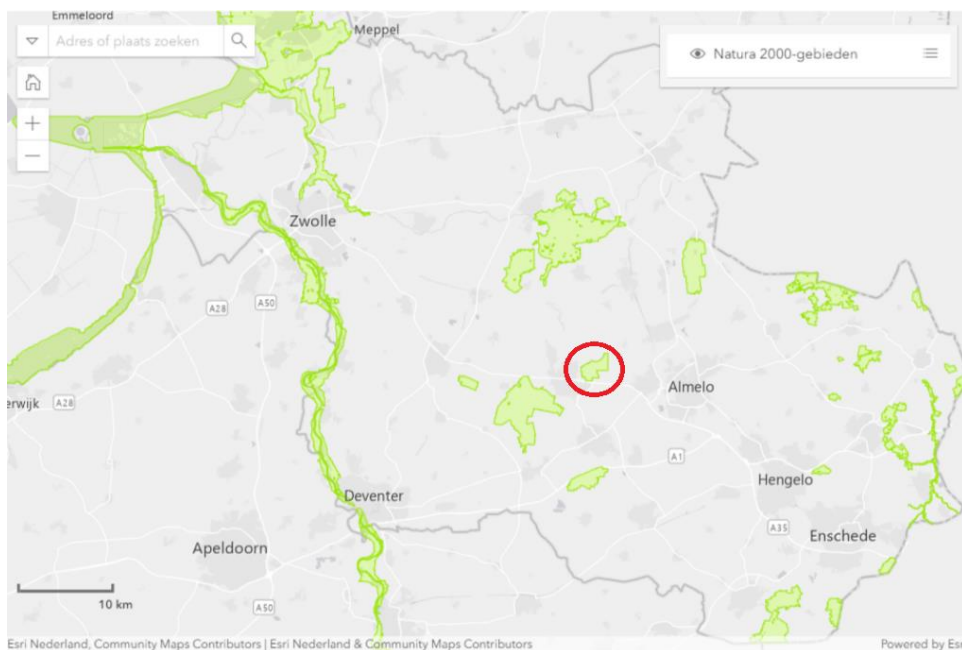 Emmeloord
Meppel
Adres of plaats zoeken
Natura 2000-gebieden
+
−
Zwolle
A50
A28
erwijk
A28
Almelo
A1
Hengelo
Deventer
A35
Enschede
Apeldoorn
10 km
A50
Esri Nederland, Community Maps Contributors | Esri Nederland & Community Maps Contributors
Powered by Esri